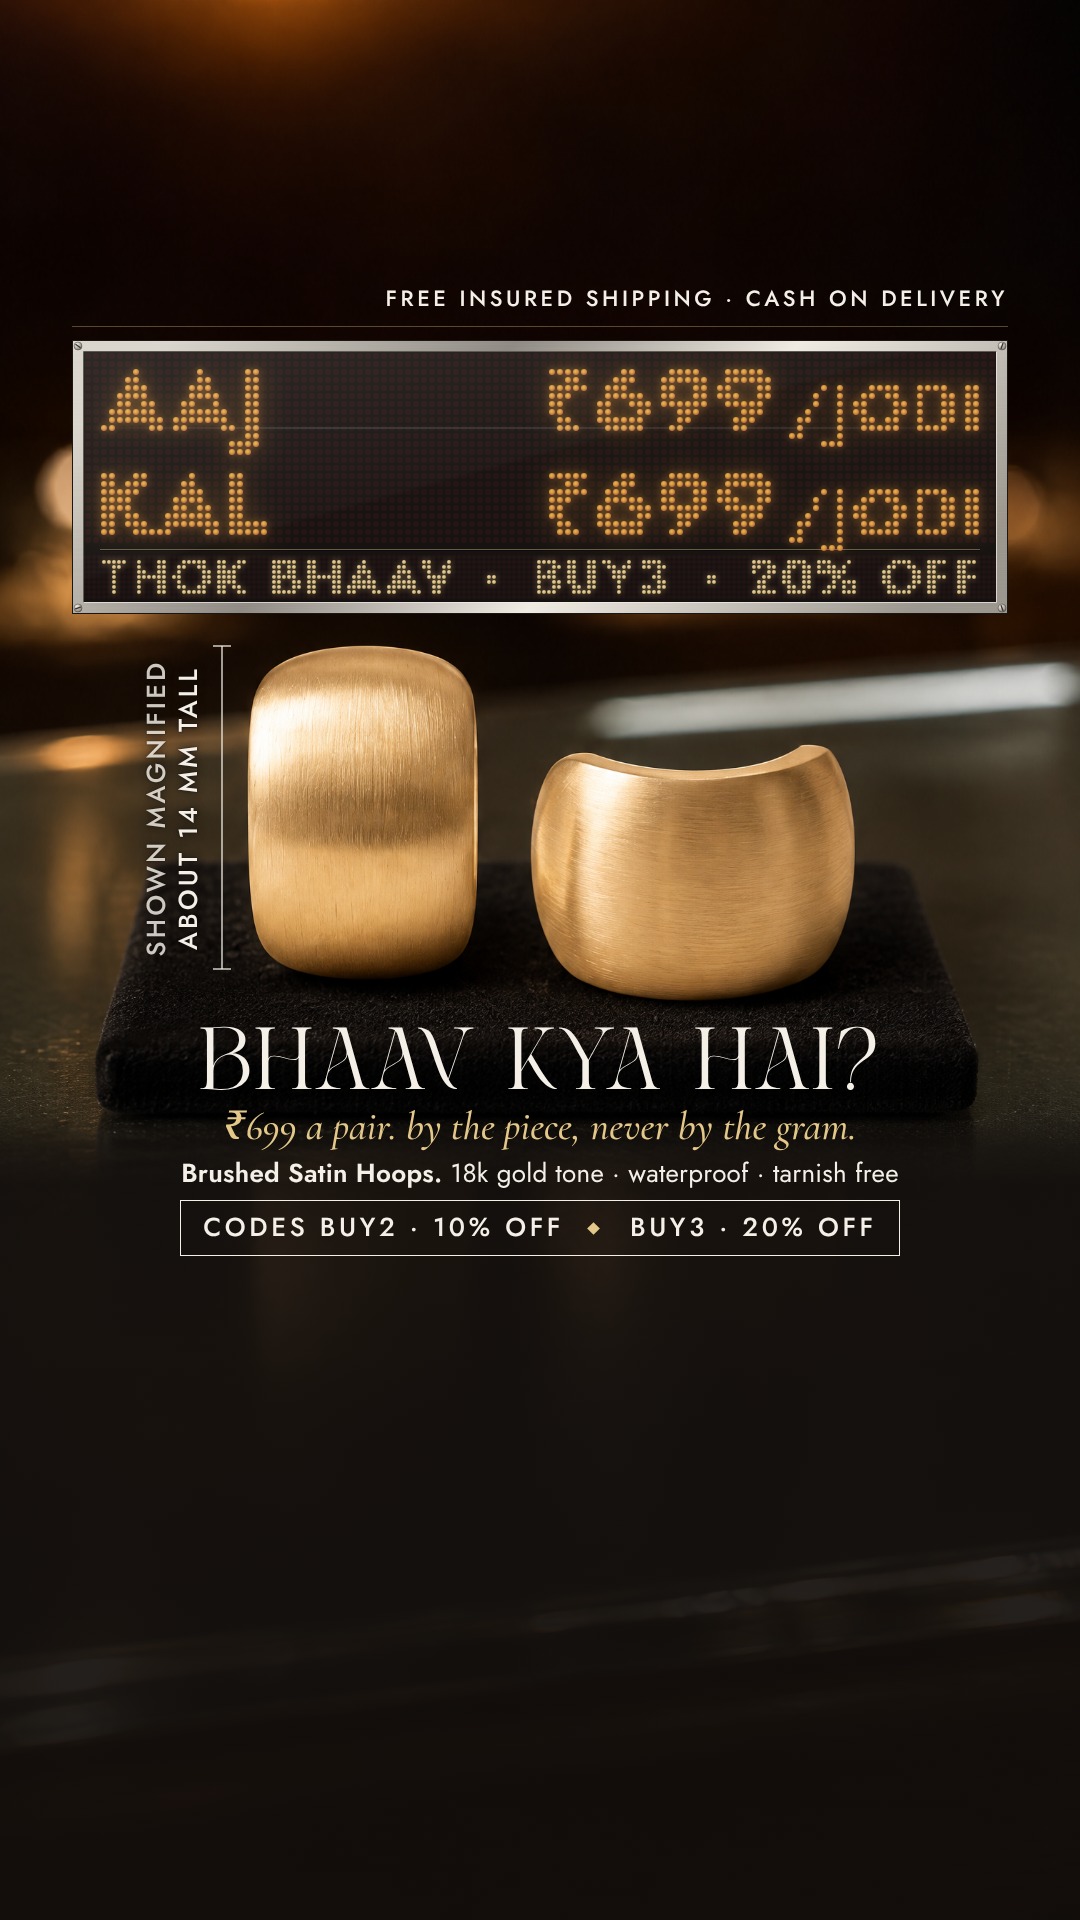 FREE INSURED SHIPPING · CASH ON DELIVERY
AAJ ₹699 /JODI
KAL ₹699 /JODI
THOK BHAAV · BUY3 · 20% OFF
SHOWN MAGNIFIED
ABOUT 14 MM TALL
BHAAV KYA HAI?
₹699 a pair. by the piece, never by the gram.
Brushed Satin Hoops. 18k gold tone · waterproof · tarnish free
CODES BUY2 · 10% OFF ◆ BUY3 · 20% OFF